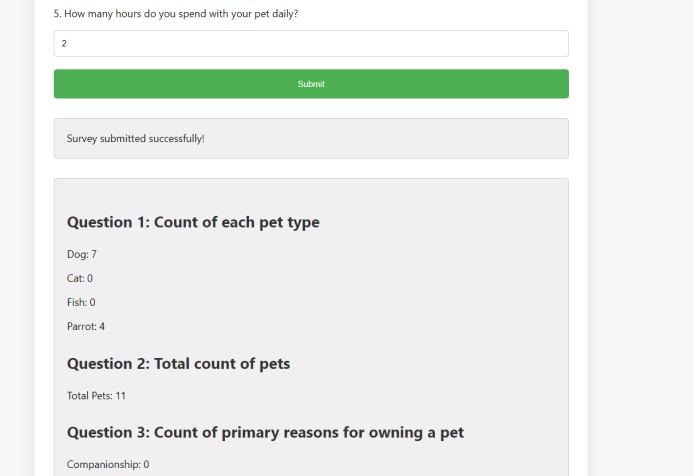 5. How many hours do you spend with your pet daily?
2
Submit
Survey submitted successfully!
Question 1: Count of each pet type
Dog: 7
Cat: 0
Fish: 0
Parrot: 4
Question 2: Total count of pets
Total Pets: 11
Question 3: Count of primary reasons for owning a pet
Companionship: 0